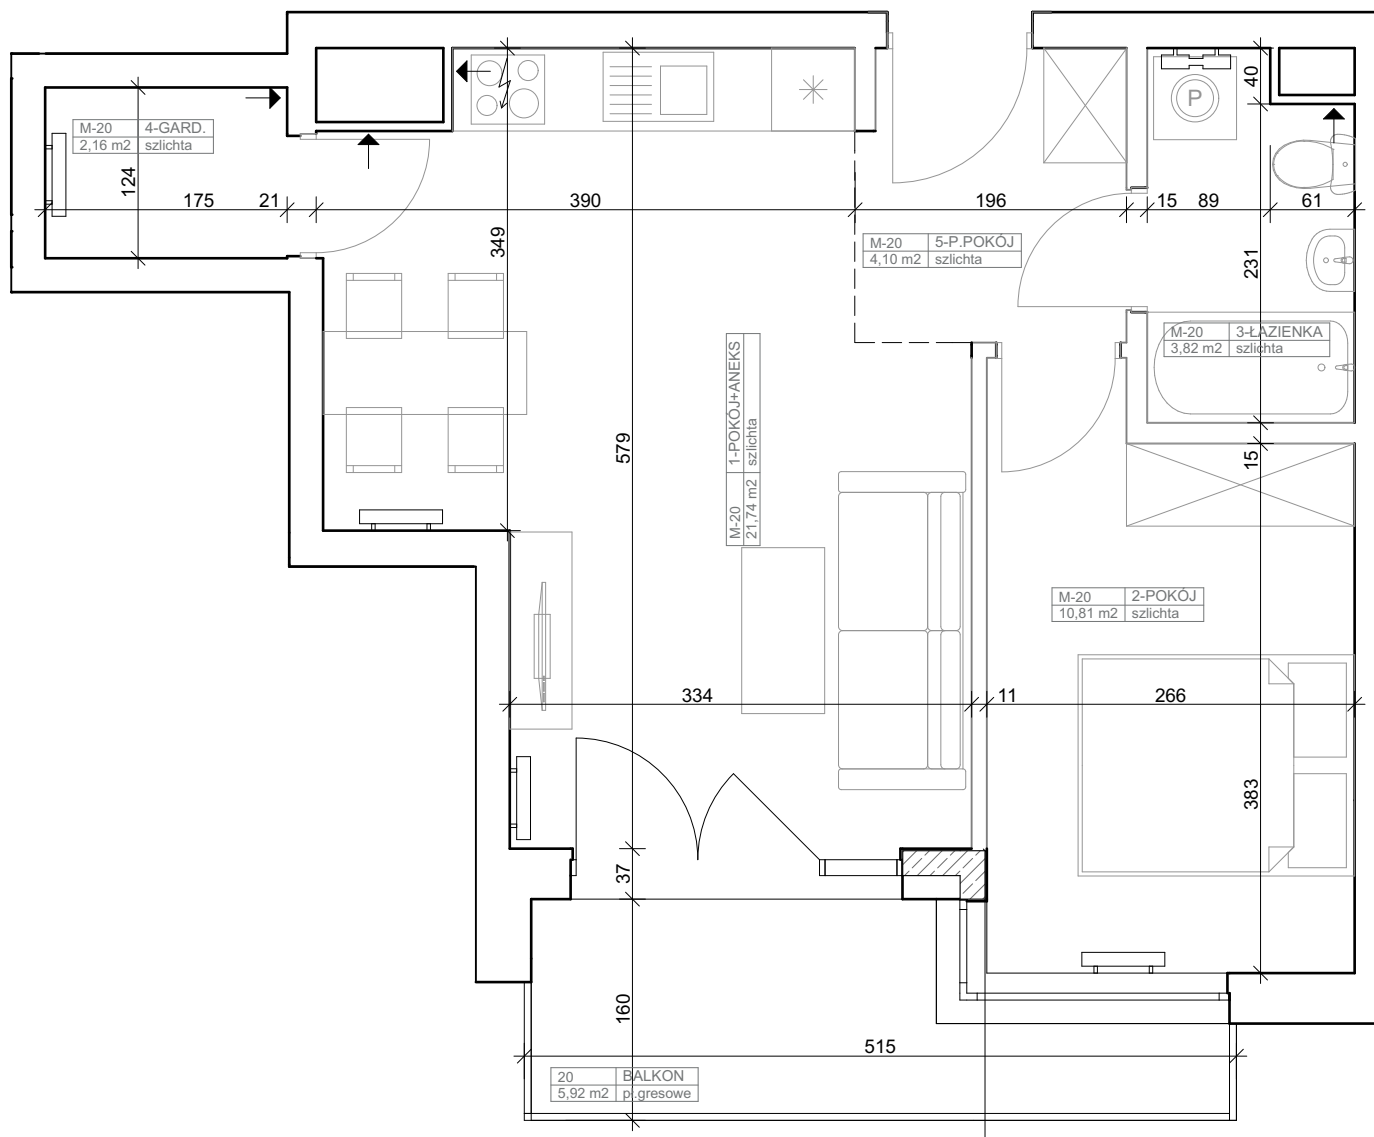 40
P
M-20 4-GARD.
2,16 m2 szlichta
124
175 21 390 196 15 89 61
349
M-20 5-P.POKÓJ
4,10 m2 szlichta
231
M-20 3-ŁAZIENKA
3,82 m2 szlichta
M-20 1-POKÓJ+ANEKS
21,74 m2 szlichta
579
15
M-20 2-POKÓJ
10,81 m2 szlichta
334 11 266
383
37
160
515
20 BALKON
5,92 m2 pł.gresowe